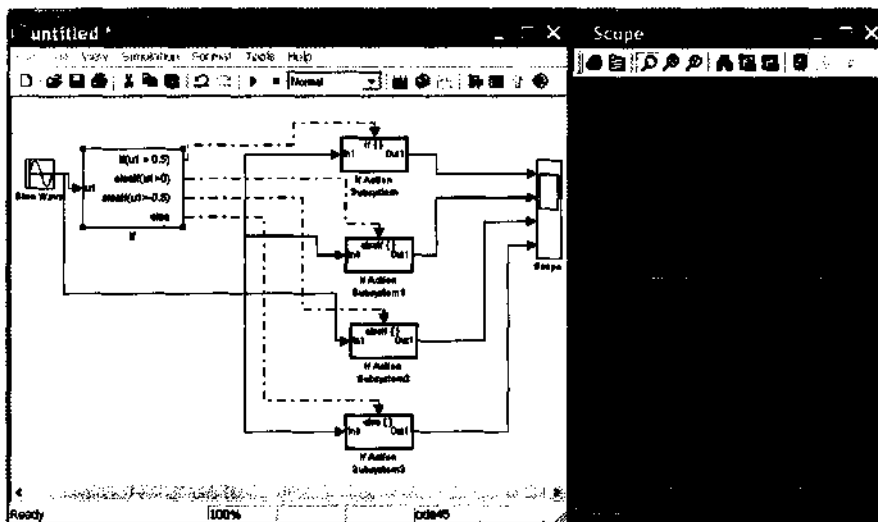 untitled *
View Simulation Format Tools Help
Normal
Scope
if(u1 > 0.5)
elseif(u1>0)
elseif(u1>-0.5)
else
u1
If
Sine Wave
if { }
In1 Out1
If Action
Subsystem
elseif { }
In1 Out1
If Action
Subsystem1
elseif { }
In1 Out1
If Action
Subsystem2
else { }
In1 Out1
If Action
Subsystem3
Scope
Ready 100% ode45